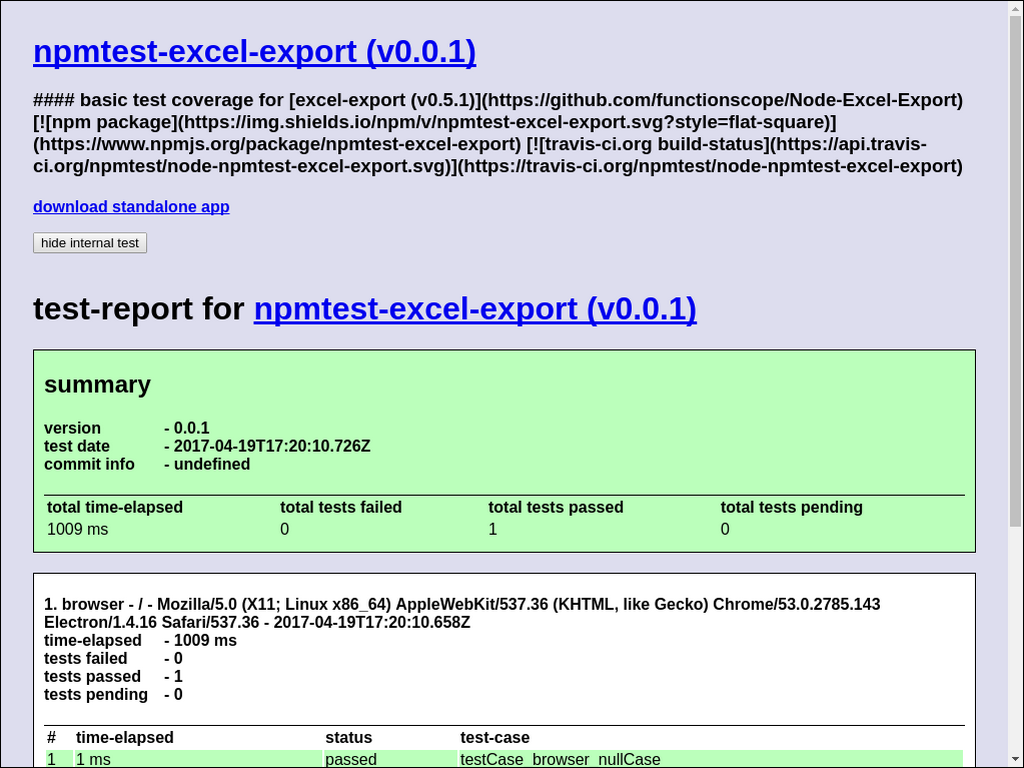 npmtest-excel-export (v0.0.1)
#### basic test coverage for [excel-export (v0.5.1)](https://github.com/functionscope/Node-Excel-Export)
[![npm package](https://img.shields.io/npm/v/npmtest-excel-export.svg?style=flat-square)]
(https://www.npmjs.org/package/npmtest-excel-export) [![travis-ci.org build-status](https://api.travis-
ci.org/npmtest/node-npmtest-excel-export.svg)](https://travis-ci.org/npmtest/node-npmtest-excel-export)
download standalone app
hide internal test
test-report for npmtest-excel-export (v0.0.1)
summary
version - 0.0.1
test date - 2017-04-19T17:20:10.726Z
commit info - undefined
total time-elapsed total tests failed total tests passed total tests pending
1009 ms 0 1 0
1. browser - / - Mozilla/5.0 (X11; Linux x86_64) AppleWebKit/537.36 (KHTML, like Gecko) Chrome/53.0.2785.143
Electron/1.4.16 Safari/537.36 - 2017-04-19T17:20:10.658Z
time-elapsed - 1009 ms
tests failed - 0
tests passed - 1
tests pending - 0
# time-elapsed status test-case
1 1 ms passed testCase_browser_nullCase